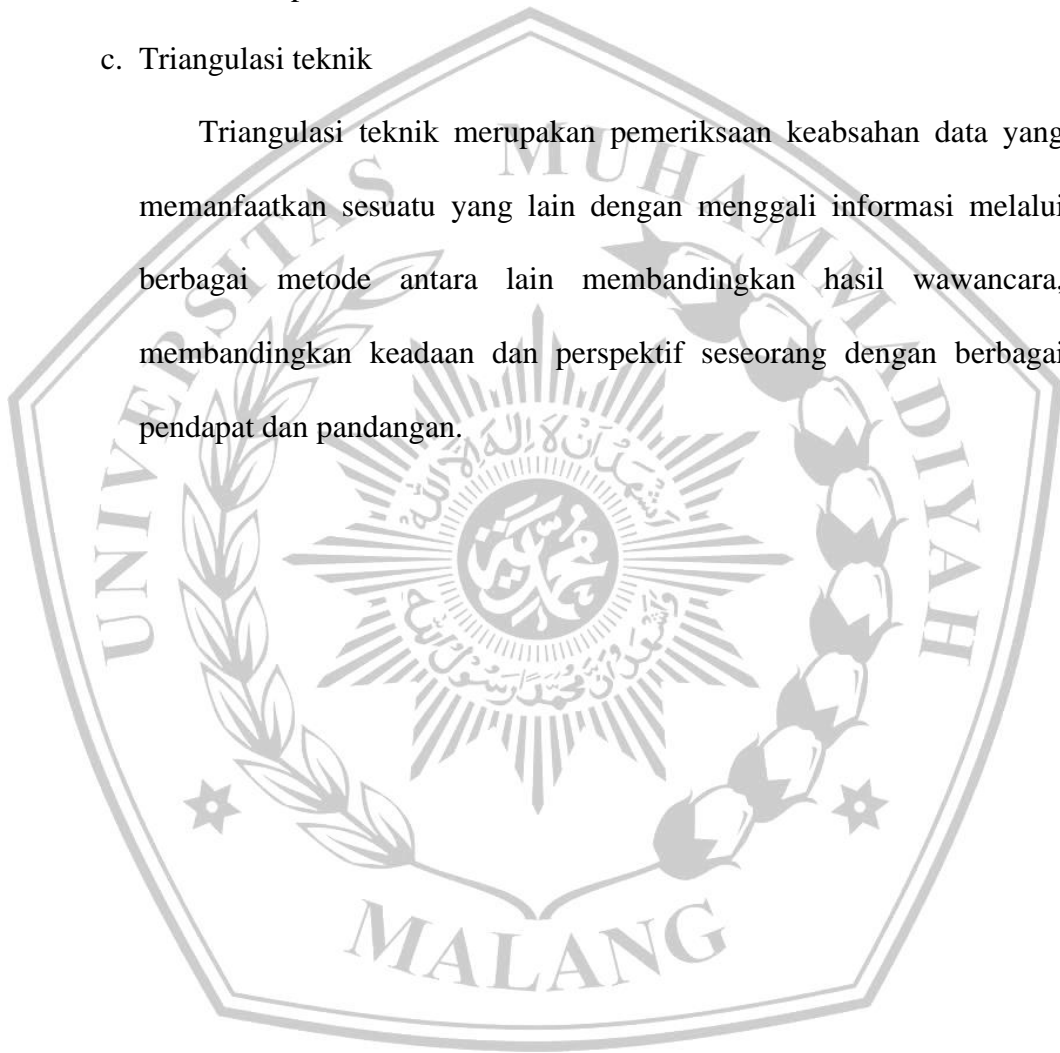 c. Triangulasi teknik
Triangulasi teknik merupakan pemeriksaan keabsahan data yang
memanfaatkan sesuatu yang lain dengan menggali informasi melalui
berbagai metode antara lain membandingkan hasil wawancara,
membandingkan keadaan dan perspektif seseorang dengan berbagai
pendapat dan pandangan.
UNIVERSITAS MUHAMMADIYAH
MALANG